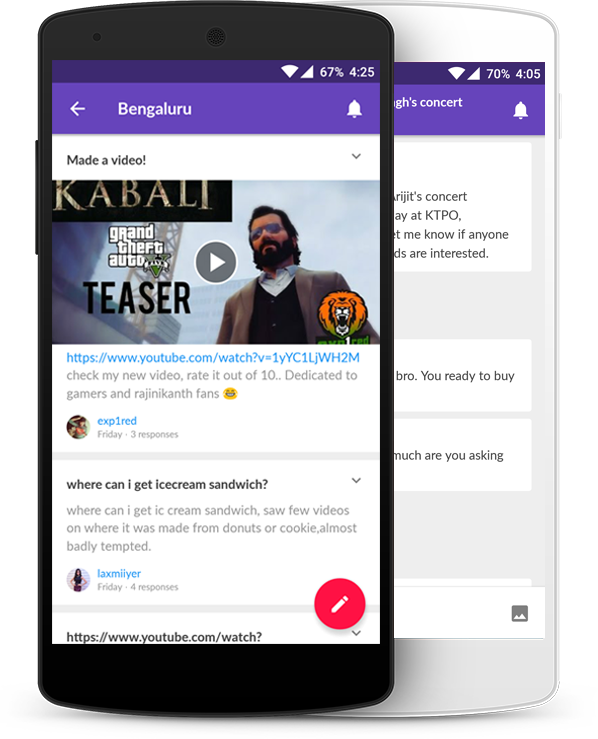 67% 4:25
Bengaluru
Made a video!
KABALI
grand
theft
auto
V
TEASER
exp1red
https://www.youtube.com/watch?v=1yYC1LjWH2M
check my new video, rate it out of 10.. Dedicated to
gamers and rajinikanth fans 😂
exp1red
Friday · 3 responses
where can i get icecream sandwich?
where can i get ic cream sandwich, saw few videos
on where it was made from donuts or cookie,almost
badly tempted.
laxmiiyer
Friday · 4 responses
https://www.youtube.com/watch?
70% 4:05
gh's concert
Arijit's concert
ay at KTPO,
et me know if anyone
ds are interested.
bro. You ready to buy
much are you asking